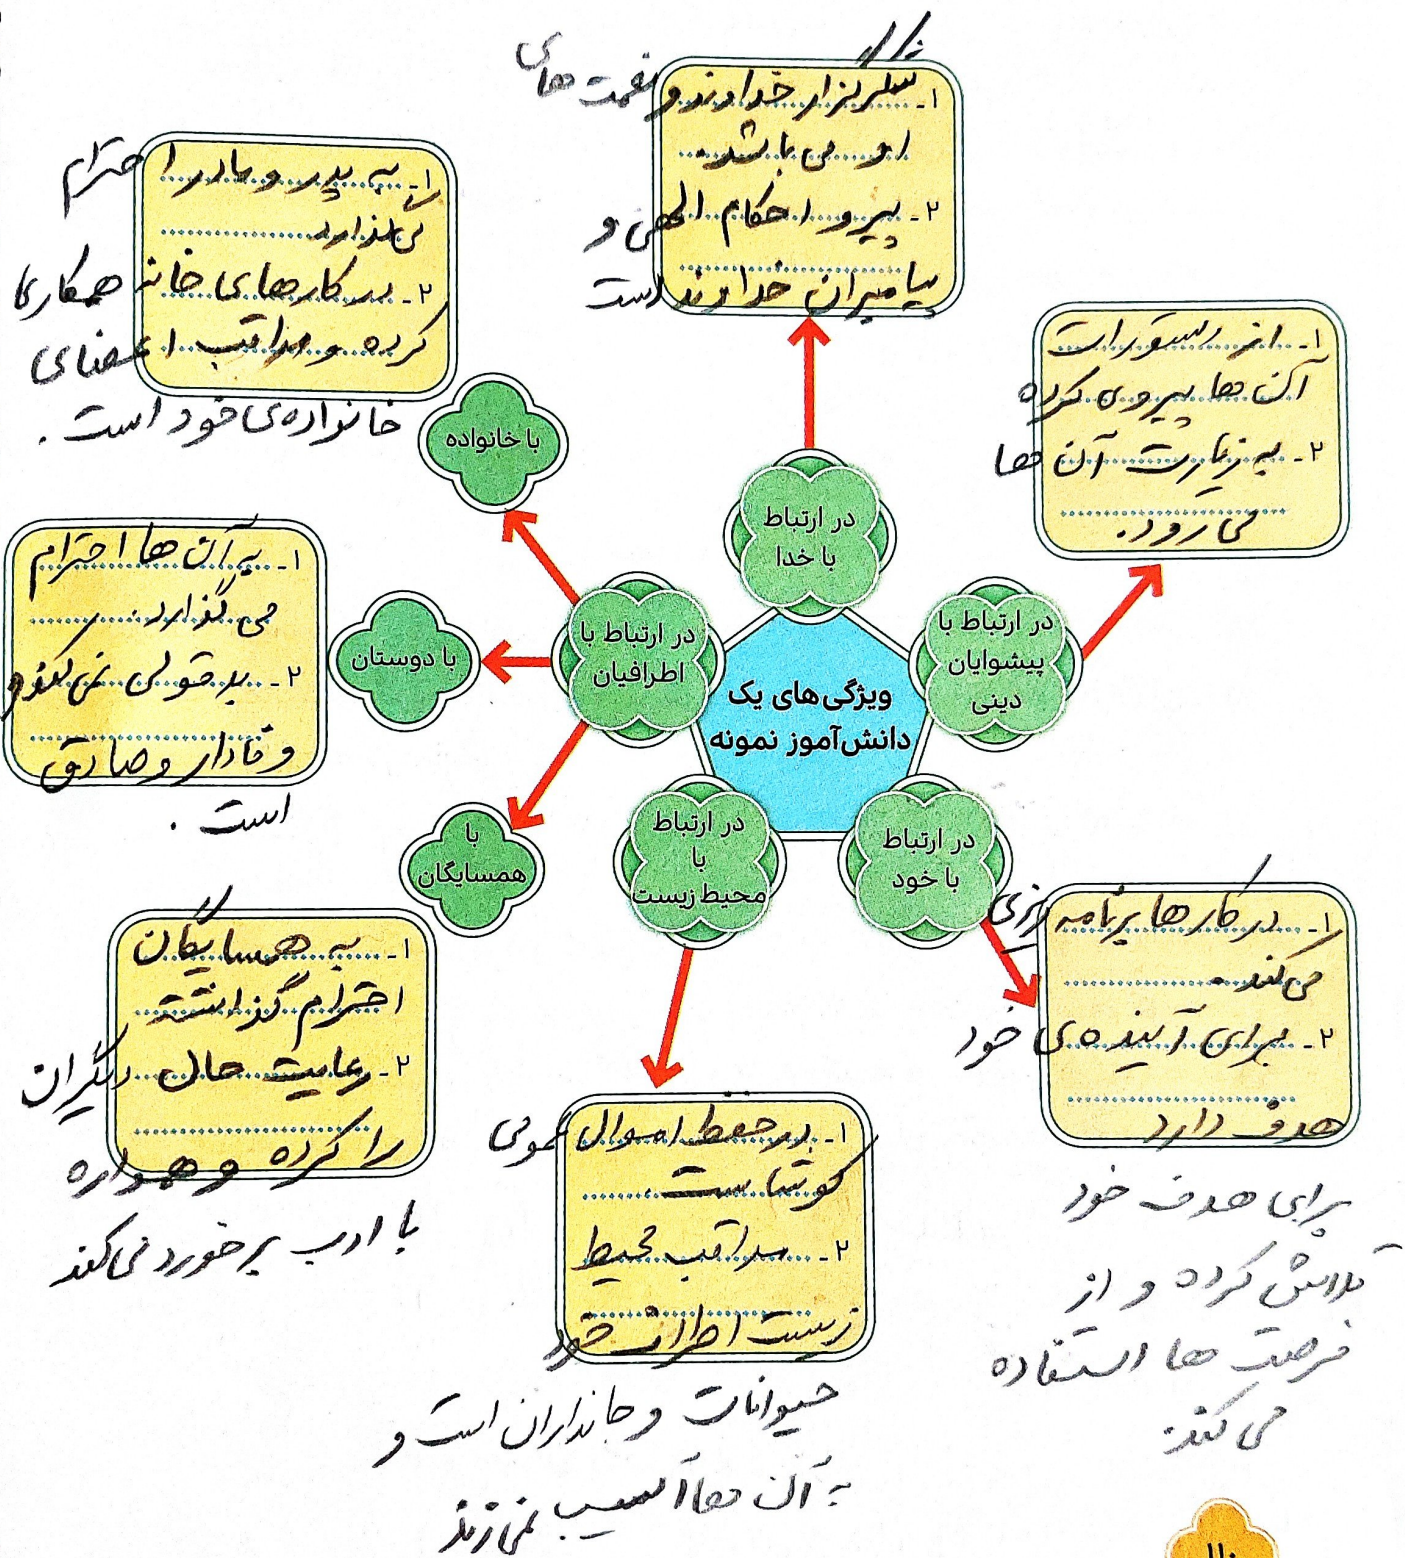 شکر
۱- شکرگزار خداوند و نعمت های
او می باشد.
۲- پیرو احکام الهی و
پیامبران خداوند است
۱- به پدر و مادر احترام
می گذارد
۲- در کارهای خانه همکاری
کرده و مراقب اعضای
خانواده ی خود است.
۱- از دستورات
آن ها پیروی کرده
۲- به زیارت آن ها
می رود.
با خانواده
در ارتباط
با خدا
۱- به آن ها احترام
می گذارد.
۲- بدقولی نمی کند و
وفادار و صادق
است.
با دوستان
در ارتباط با
اطرافیان
در ارتباط با
پیشوایان
دینی
ویژگی های یک
دانش آموز نمونه
با
همسایگان
در ارتباط
با
محیط زیست
در ارتباط
با خود
۱- به همسایگان
احترام گذاشته
۲- رعایت حال دیگران
را کرده و همواره
با ادب برخورد می کند
۱- در حفظ اموال عمومی
کوشاست.
۲- مراقب محیط
زیست اطراف خود
حیوانات و جانداران است و
به آن ها آسیب نمی زند
۱- در کارها برنامه ریزی
می کند.
۲- برای آینده ی خود
هدف دارد
برای هدف خود
تلاش کرده و از
فرصت ها استفاده
می کند.